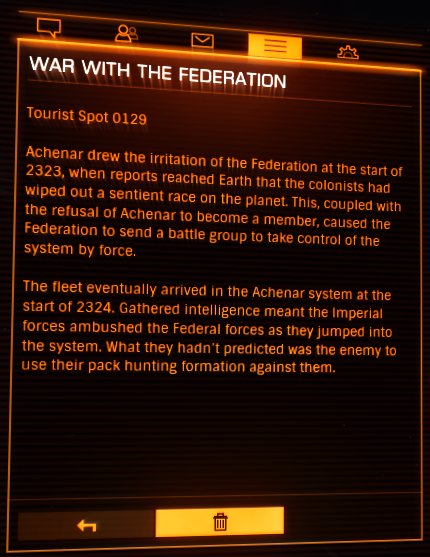 WAR WITH THE FEDERATION
Tourist Spot 0129
Achenar drew the irritation of the Federation at the start of
2323, when reports reached Earth that the colonists had
wiped out a sentient race on the planet. This, coupled with
the refusal of Achenar to become a member, caused the
Federation to send a battle group to take control of the
system by force.
The fleet eventually arrived in the Achenar system at the
start of 2324. Gathered intelligence meant the Imperial
forces ambushed the Federal forces as they jumped into
the system. What they hadn't predicted was the enemy to
use their pack hunting formation against them.